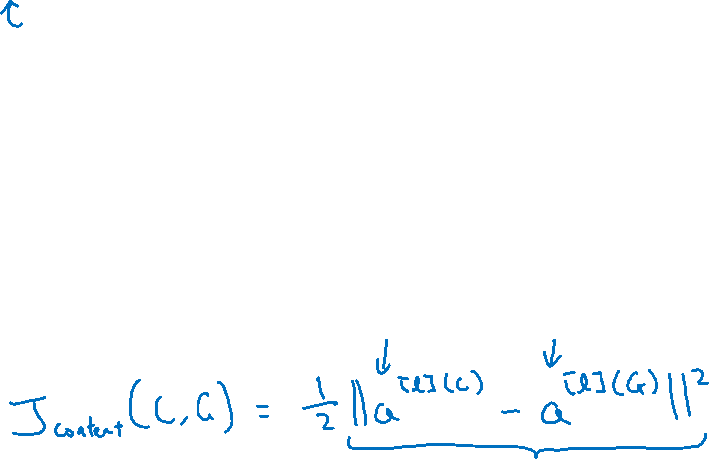 J_content(C, G) = 1/2 || a^[l](C) - a^[l](G) ||^2